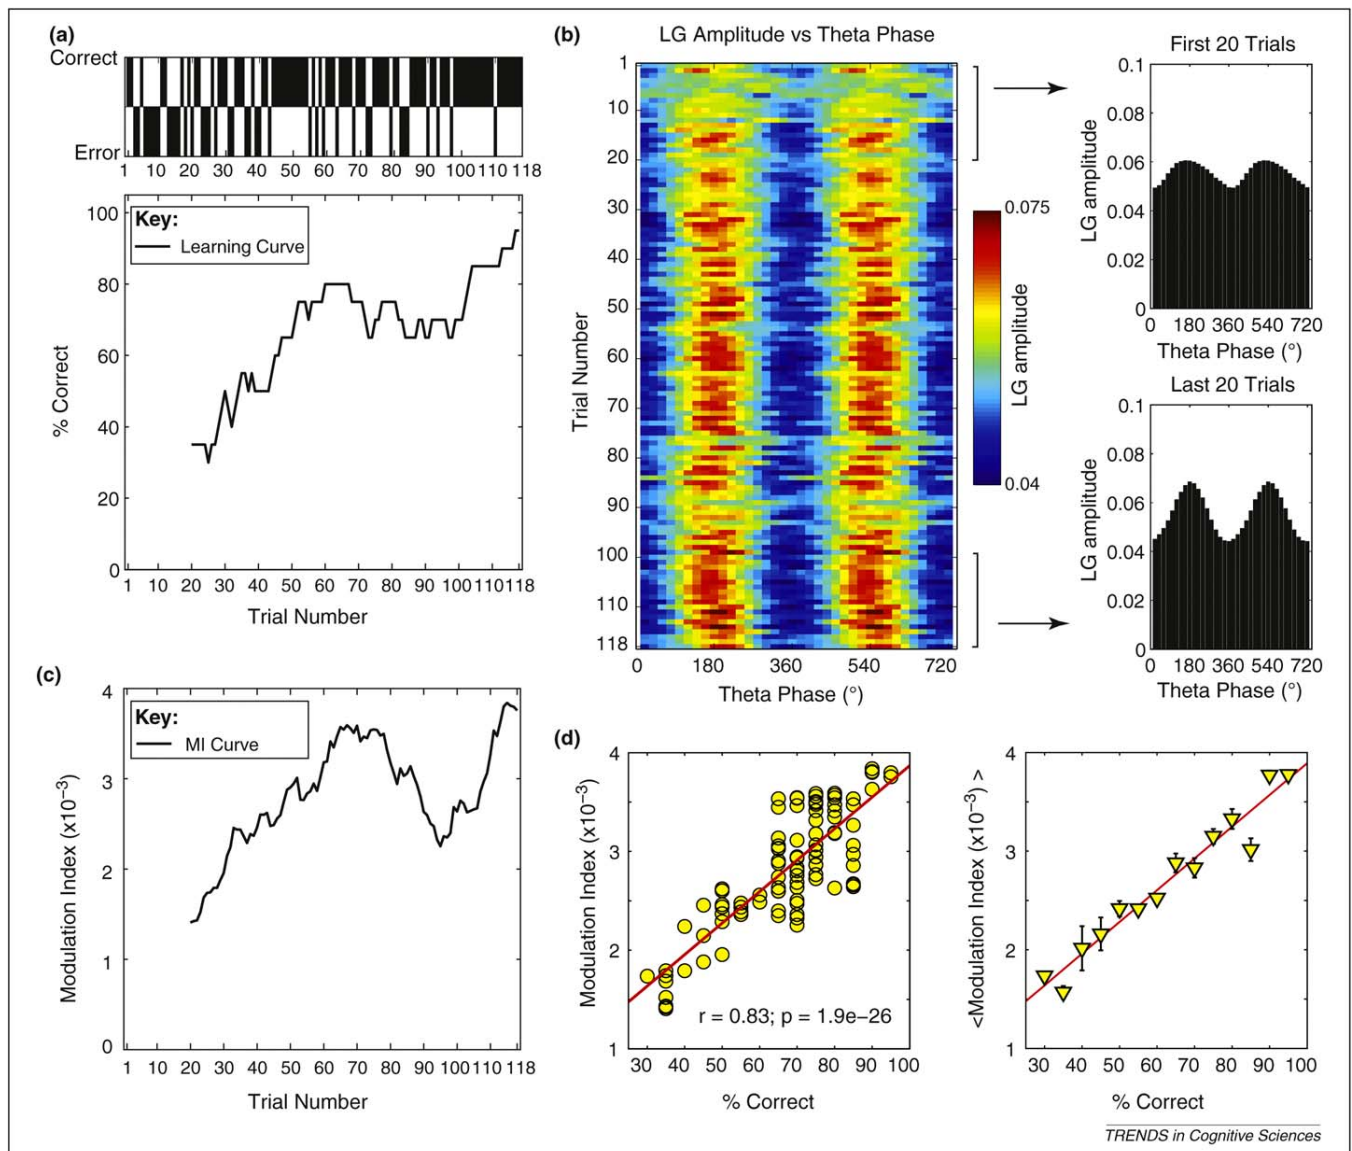 (a)
Correct
Error
1 10 20 30 40 50 60 70 80 90 100 110 118
Key:
Learning Curve
100
80
60
40
20
0
% Correct
1 10 20 30 40 50 60 70 80 90 100 110 118
Trial Number
(b)
LG Amplitude vs Theta Phase
1
10
20
30
40
50
60
70
80
90
100
110
118
Trial Number
0 180 360 540 720
Theta Phase (°)
0.075
LG amplitude
0.04
First 20 Trials
0.1
0.08
0.06
0.04
0.02
0
LG amplitude
0 180 360 540 720
Theta Phase (°)
Last 20 Trials
0.1
0.08
0.06
0.04
0.02
0
LG amplitude
0 180 360 540 720
Theta Phase (°)
(c)
Key:
MI Curve
4
3
2
1
0
Modulation Index (x10−3)
1 10 20 30 40 50 60 70 80 90 100 110 118
Trial Number
(d)
4
3
2
1
Modulation Index (x10−3)
r = 0.83; p = 1.9e−26
30 40 50 60 70 80 90 100
% Correct
4
3
2
1
<Modulation Index (x10−3) >
30 40 50 60 70 80 90 100
% Correct
TRENDS in Cognitive Sciences